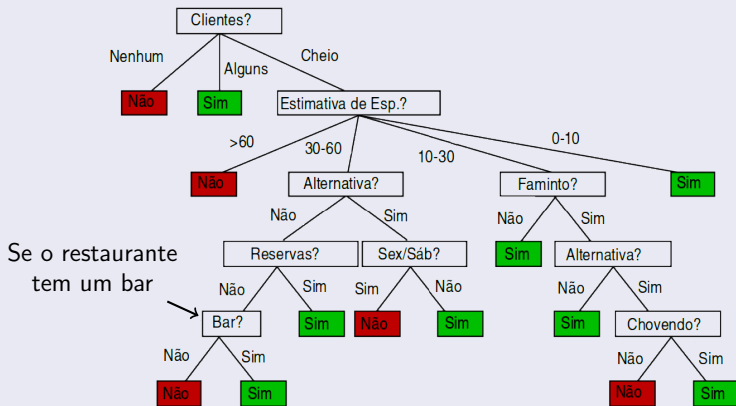 Clientes?
Nenhum Alguns Cheio
Não Sim Estimativa de Esp.?
>60 30-60 10-30 0-10
Não Alternativa? Faminto? Sim
Não Sim Não Sim
Se o restaurante
tem um bar
Reservas? Sex/Sáb? Sim Alternativa?
Não Sim Sim Não Não Sim
Bar? Sim Não Sim Sim Chovendo?
Não Sim Não Sim
Não Sim Não Sim